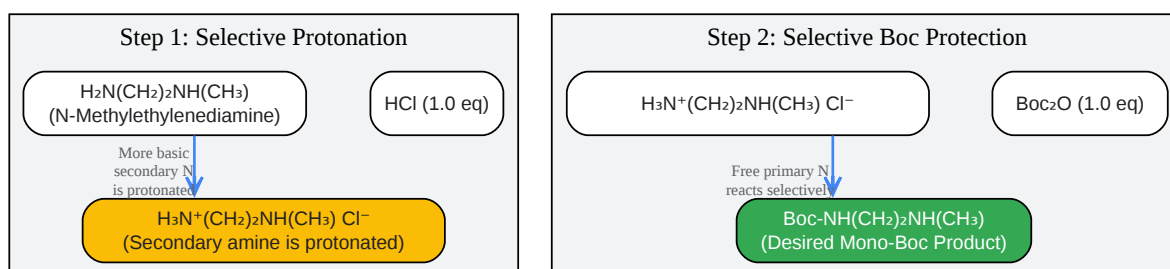 Step 1: Selective Protonation
H₂N(CH₂)₂NH(CH₃)
(N-Methylethylenediamine)
HCl (1.0 eq)
More basic
secondary N
is protonated
H₃N⁺(CH₂)₂NH(CH₃) Cl⁻
(Secondary amine is protonated)
Step 2: Selective Boc Protection
H₃N⁺(CH₂)₂NH(CH₃) Cl⁻
Boc₂O (1.0 eq)
Free primary N
reacts selectively
Boc-NH(CH₂)₂NH(CH₃)
(Desired Mono-Boc Product)